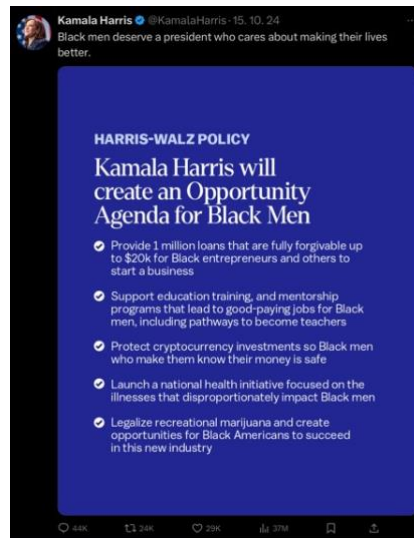 Kamala Harris @KamalaHarris · 15. 10. 24
Black men deserve a president who cares about making their lives
better.
HARRIS-WALZ POLICY
Kamala Harris will
create an Opportunity
Agenda for Black Men
Provide 1 million loans that are fully forgivable up
to $20k for Black entrepreneurs and others to
start a business
Support education training, and mentorship
programs that lead to good-paying jobs for Black
men, including pathways to become teachers
Protect cryptocurrency investments so Black men
who make them know their money is safe
Launch a national health initiative focused on the
illnesses that disproportionately impact Black men
Legalize recreational marijuana and create
opportunities for Black Americans to succeed
in this new industry
44K 24K 29K 37M